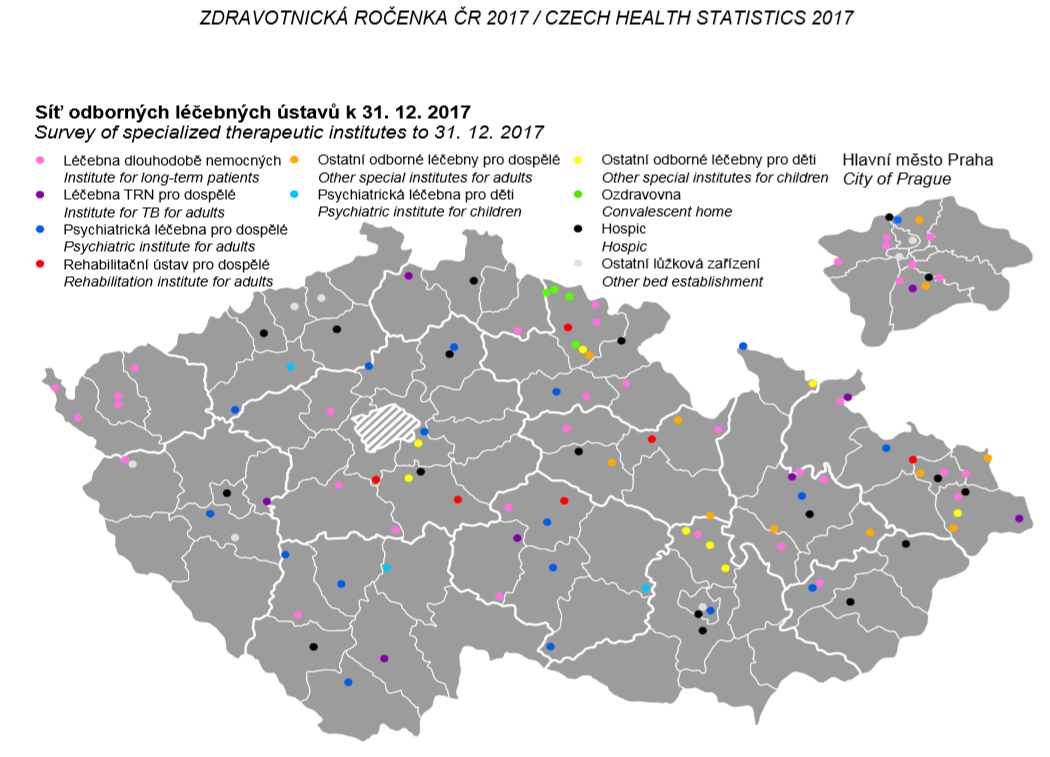 ZDRAVOTNICKÁ ROČENKA ČR 2017 / CZECH HEALTH STATISTICS 2017
Síť odborných léčebných ústavů k 31. 12. 2017
Survey of specialized therapeutic institutes to 31. 12. 2017
Léčebna dlouhodobě nemocných
Institute for long-term patients
Léčebna TRN pro dospělé
Institute for TB for adults
Psychiatrická léčebna pro dospělé
Psychiatric institute for adults
Rehabilitační ústav pro dospělé
Rehabilitation institute for adults
Ostatní odborné léčebny pro dospělé
Other special institutes for adults
Psychiatrická léčebna pro děti
Psychiatric institute for children
Ostatní odborné léčebny pro děti
Other special institutes for children
Ozdravovna
Convalescent home
Hospic
Hospic
Ostatní lůžková zařízení
Other bed establishment
Hlavní město Praha
City of Prague